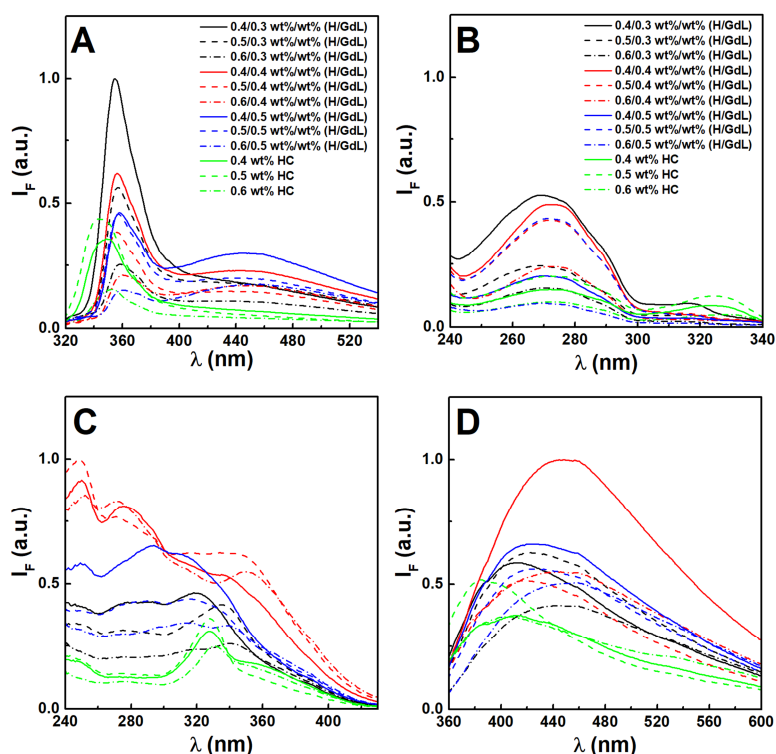 A
0.4/0.3 wt%/wt% (H/GdL)
0.5/0.3 wt%/wt% (H/GdL)
0.6/0.3 wt%/wt% (H/GdL)
0.4/0.4 wt%/wt% (H/GdL)
0.5/0.4 wt%/wt% (H/GdL)
0.6/0.4 wt%/wt% (H/GdL)
0.4/0.5 wt%/wt% (H/GdL)
0.5/0.5 wt%/wt% (H/GdL)
0.6/0.5 wt%/wt% (H/GdL)
0.4 wt% HC
0.5 wt% HC
0.6 wt% HC
1.0
0.5
0.0
I_F (a.u.)
320 360 400 440 480 520
λ (nm)
B
0.4/0.3 wt%/wt% (H/GdL)
0.5/0.3 wt%/wt% (H/GdL)
0.6/0.3 wt%/wt% (H/GdL)
0.4/0.4 wt%/wt% (H/GdL)
0.5/0.4 wt%/wt% (H/GdL)
0.6/0.4 wt%/wt% (H/GdL)
0.4/0.5 wt%/wt% (H/GdL)
0.5/0.5 wt%/wt% (H/GdL)
0.6/0.5 wt%/wt% (H/GdL)
0.4 wt% HC
0.5 wt% HC
0.6 wt% HC
1.0
0.5
0.0
I_F (a.u.)
240 260 280 300 320 340
λ (nm)
C
1.0
0.5
0.0
I_F (a.u.)
240 280 320 360 400
λ (nm)
D
1.0
0.5
0.0
I_F (a.u.)
360 400 440 480 520 560 600
λ (nm)